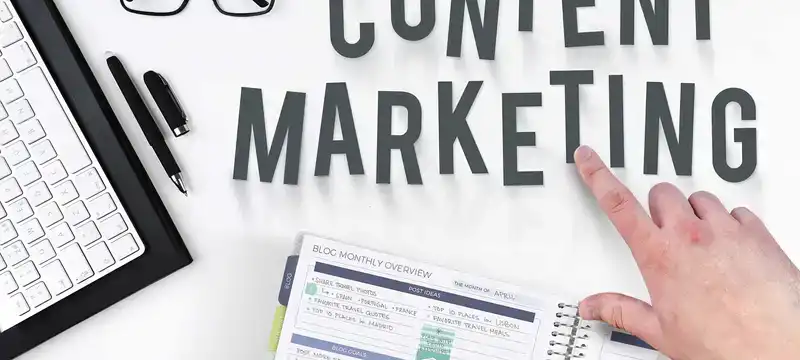 CONTENT
MARKETING
BLOG MONTHLY OVERVIEW
THE MONTH OF APRIL
POST IDEAS
SHARE TRAVEL PHOTOS
SPAIN • PORTUGAL • FRANCE
FAVORITE TRAVEL QUOTES
TOP 10 PLACES IN MADRID
TOP 10 PLACES IN LISBON
FAVORITE TRAVEL MEALS
BLOG
BLOG GOALS